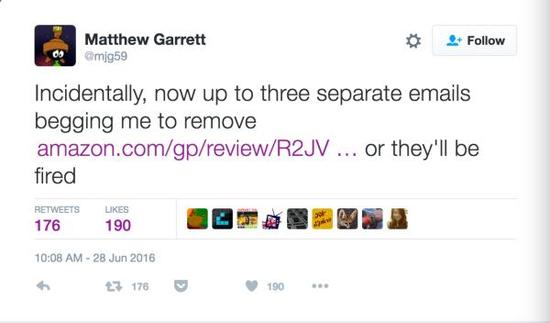 Matthew Garrett
@mjg59
Follow
Incidentally, now up to three separate emails
begging me to remove
amazon.com/gp/review/R2JV ... or they'll be
fired
RETWEETS LIKES
176 190
10:08 AM - 28 Jun 2016
176 190